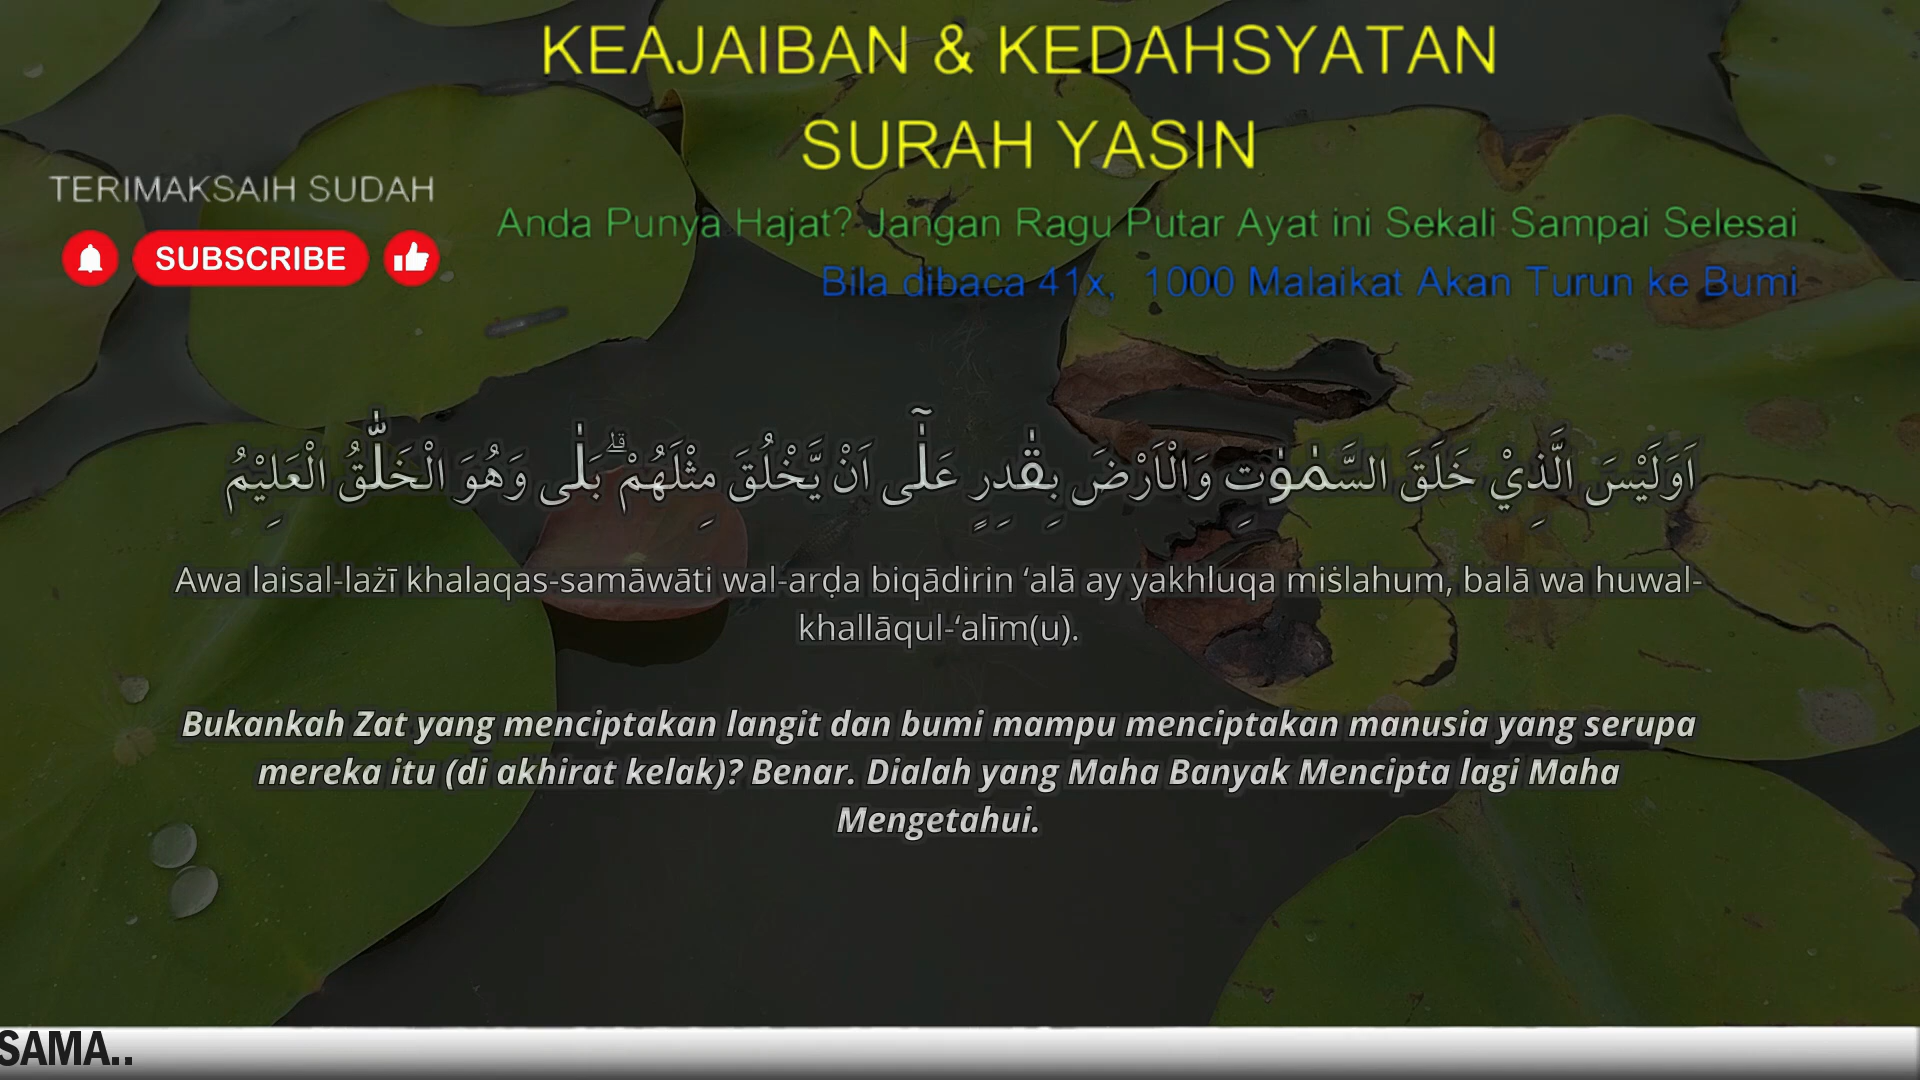 KEAJAIBAN & KEDAHSYATAN
SURAH YASIN
TERIMAKSAIH SUDAH
SUBSCRIBE
Anda Punya Hajat? Jangan Ragu Putar Ayat ini Sekali Sampai Selesai
Bila dibaca 41x, 1000 Malaikat Akan Turun ke Bumi
اَوَلَيْسَ الَّذِيْ خَلَقَ السَّمٰوٰتِ وَالْاَرْضَ بِقٰدِرٍ عَلٰٓى اَنْ يَّخْلُقَ مِثْلَهُمْ ۗبَلٰى وَهُوَ الْخَلّٰقُ الْعَلِيْمُ
Awa laisal-lażī khalaqas-samāwāti wal-arḍa biqādirin ‘alā ay yakhluqa miṡlahum, balā wa huwal-
khallāqul-‘alīm(u).
Bukankah Zat yang menciptakan langit dan bumi mampu menciptakan manusia yang serupa
mereka itu (di akhirat kelak)? Benar. Dialah yang Maha Banyak Mencipta lagi Maha
Mengetahui.
SAMA..